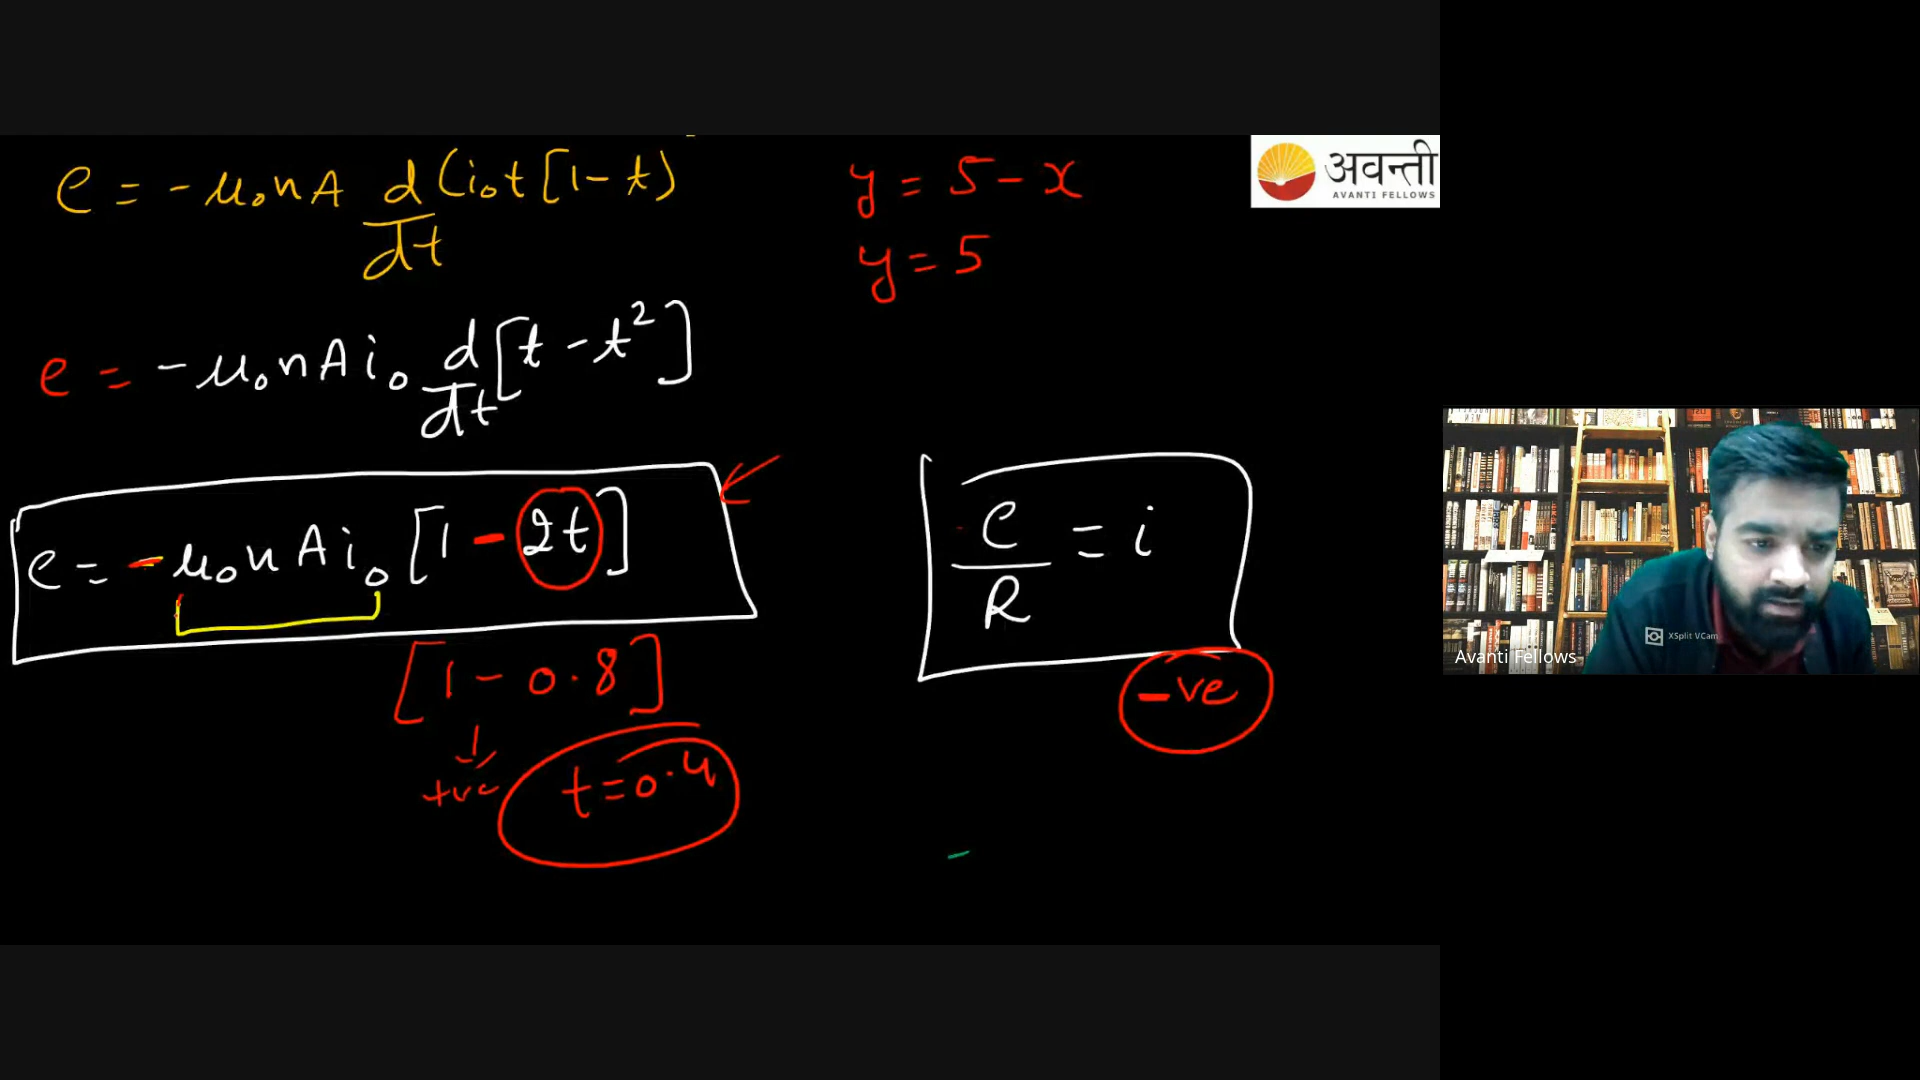 e = -μ₀nA d/dt (i₀t[1-t)
y = 5 - x
y = 5
अवन्ती
AVANTI FELLOWS
e = -μ₀nAi₀ d/dt [t - t²]
e = -μ₀nAi₀ [1 - 2t]
e/R = i
[1 - 0.8]
-ve
+ve
t = 0.4
XSplit VCam
Avanti Fellows